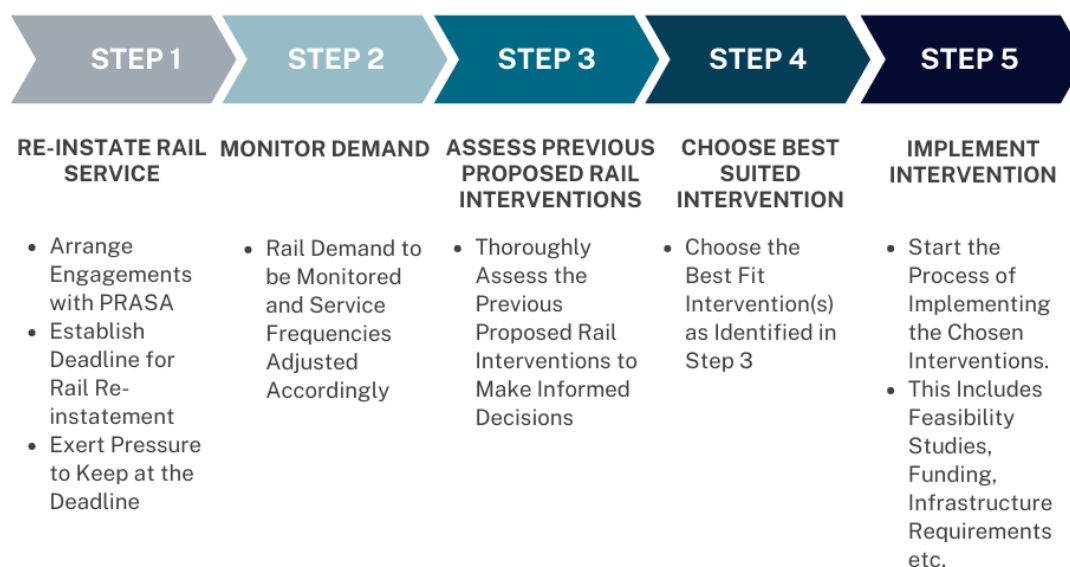 STEP 1
STEP 2
STEP 3
STEP 4
STEP 5
RE-INSTATE RAIL
SERVICE
• Arrange
Engagements
with PRASA
• Establish
Deadline for
Rail Re-
instatement
• Exert Pressure
to Keep at the
Deadline
MONITOR DEMAND
• Rail Demand to
be Monitored
and Service
Frequencies
Adjusted
Accordingly
ASSESS PREVIOUS
PROPOSED RAIL
INTERVENTIONS
• Thoroughly
Assess the
Previous
Proposed Rail
Interventions to
Make Informed
Decisions
CHOOSE BEST
SUITED
INTERVENTION
• Choose the
Best Fit
Intervention(s)
as Identified in
Step 3
IMPLEMENT
INTERVENTION
• Start the
Process of
Implementing
the Chosen
Interventions.
• This Includes
Feasibility
Studies,
Funding,
Infrastructure
Requirements
etc.